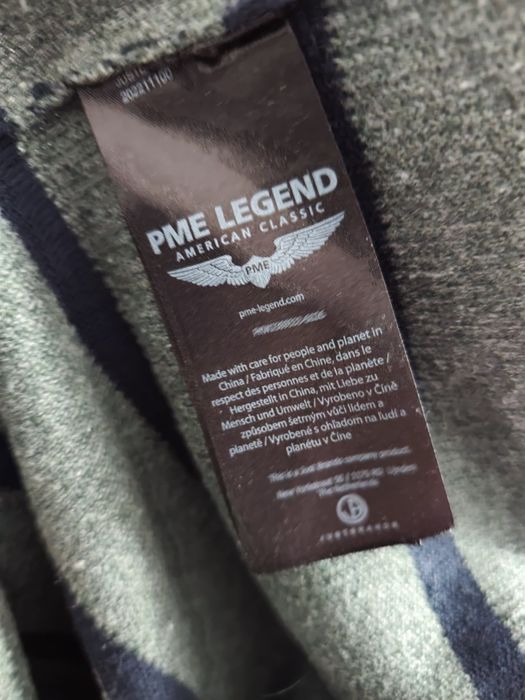 202211100
PME LEGEND
AMERICAN CLASSIC
PME
pme-legend.com
Made with care for people and planet in
China / Fabriqué en Chine, dans le
respect des personnes et de la planète /
Hergestellt in China, mit Liebe zu
Mensch und Umwelt / Vyrobeno v Číně
způsobem šetrným vůči lidem a
planetě / Vyrobené s ohľadom na ľudí a
planétu v Číne
This is a Just Brands company product.
The Netherlands
JUST BRANDS